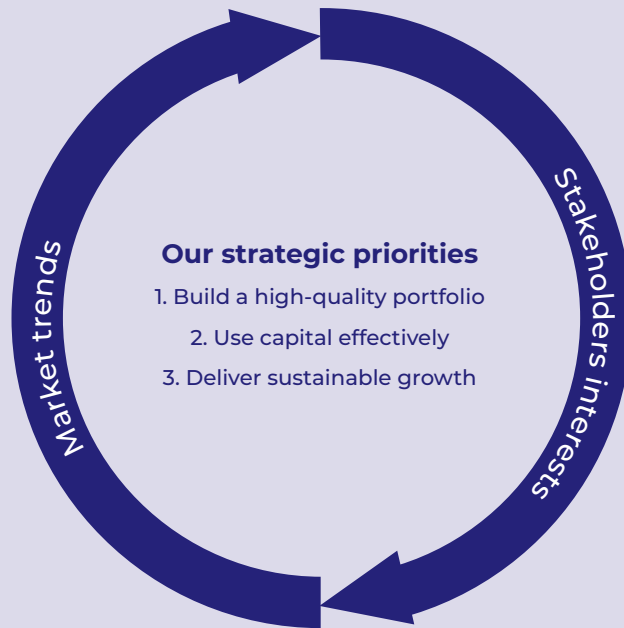 Our strategic priorities
1. Build a high-quality portfolio
2. Use capital effectively
3. Deliver sustainable growth
Market trends
Stakeholders interests